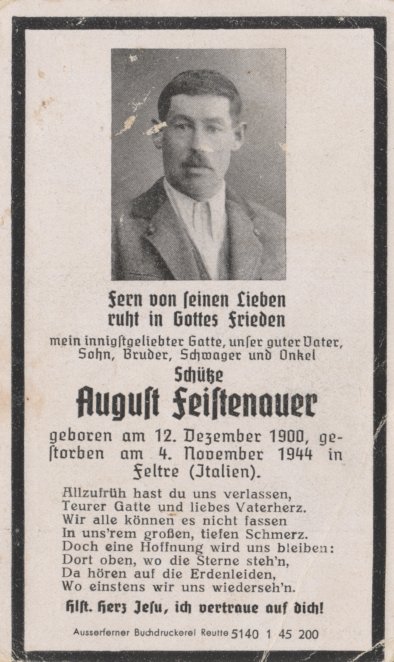 Fern von seinen Lieben
ruht in Gottes Frieden
mein innigstgeliebter Gatte, unser guter Vater,
Sohn, Bruder, Schwager und Onkel
Schütze
August Feistenauer
geboren am 12. Dezember 1900, ge-
storben am 4. November 1944 in
Feltre (Italien).
Allzufrüh hast du uns verlassen,
Teurer Gatte und liebes Vaterherz.
Wir alle können es nicht fassen
In uns'rem großen, tiefen Schmerz.
Doch eine Hoffnung wird uns bleiben:
Dort oben, wo die Sterne steh'n,
Da hören auf die Erdenleiden,
Wo einstens wir uns wiederseh'n.
Hlst. Herz Jesu, ich vertraue auf dich!
Ausserferner Buchdruckerei Reutte 5140 1 45 200